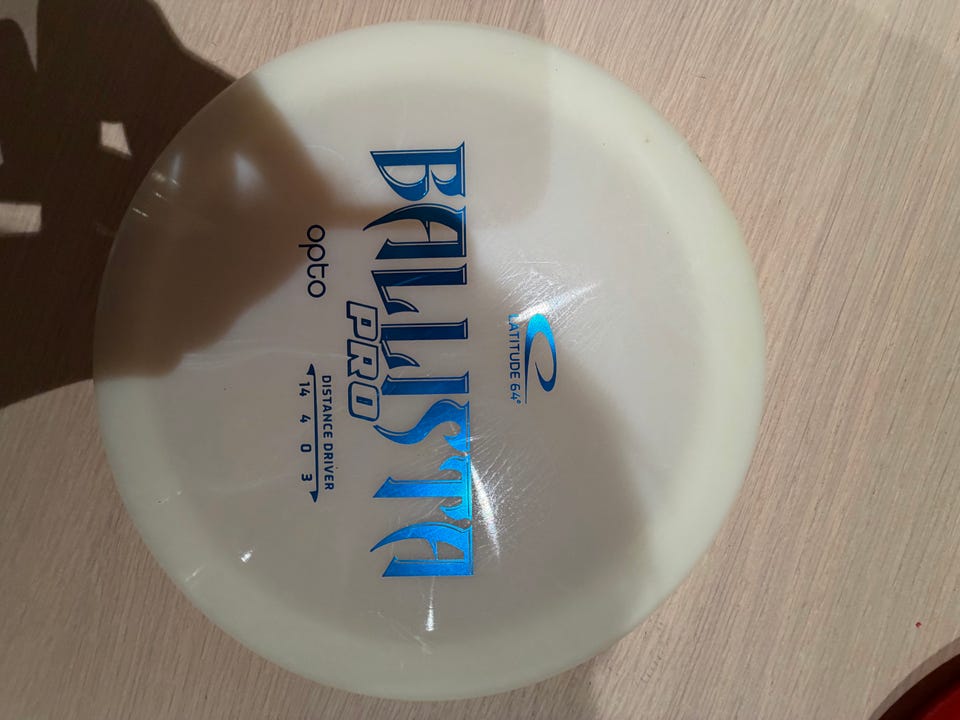 LATITUDE 64°
BALLISTA
PRO
opto
DISTANCE DRIVER
14 4 0 3